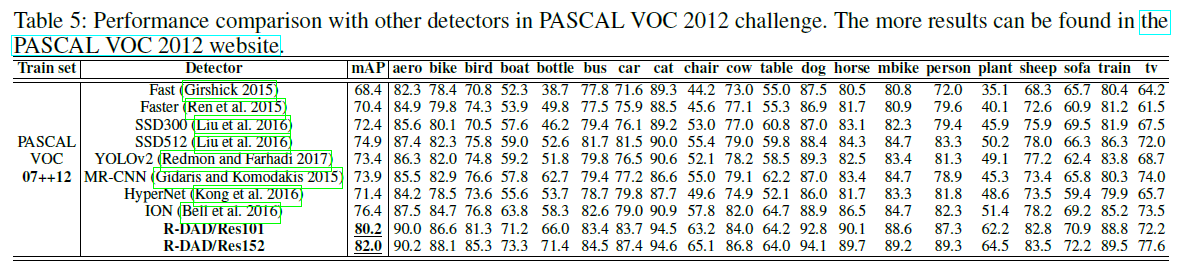 Table 5: Performance comparison with other detectors in PASCAL VOC 2012 challenge. The more results can be found in the
PASCAL VOC 2012 website.
Train set Detector mAP aero bike bird boat bottle bus car cat chair cow table dog horse mbike person plant sheep sofa train tv
Fast (Girshick 2015) 68.4 82.3 78.4 70.8 52.3 38.7 77.8 71.6 89.3 44.2 73.0 55.0 87.5 80.5 80.8 72.0 35.1 68.3 65.7 80.4 64.2
Faster (Ren et al. 2015) 70.4 84.9 79.8 74.3 53.9 49.8 77.5 75.9 88.5 45.6 77.1 55.3 86.9 81.7 80.9 79.6 40.1 72.6 60.9 81.2 61.5
SSD300 (Liu et al. 2016) 72.4 85.6 80.1 70.5 57.6 46.2 79.4 76.1 89.2 53.0 77.0 60.8 87.0 83.1 82.3 79.4 45.9 75.9 69.5 81.9 67.5
PASCAL SSD512 (Liu et al. 2016) 74.9 87.4 82.3 75.8 59.0 52.6 81.7 81.5 90.0 55.4 79.0 59.8 88.4 84.3 84.7 83.3 50.2 78.0 66.3 86.3 72.0
VOC YOLOv2 (Redmon and Farhadi 2017) 73.4 86.3 82.0 74.8 59.2 51.8 79.8 76.5 90.6 52.1 78.2 58.5 89.3 82.5 83.4 81.3 49.1 77.2 62.4 83.8 68.7
07++12 MR-CNN (Gidaris and Komodakis 2015) 73.9 85.5 82.9 76.6 57.8 62.7 79.4 77.2 86.6 55.0 79.1 62.2 87.0 83.4 84.7 78.9 45.3 73.4 65.8 80.3 74.0
HyperNet (Kong et al. 2016) 71.4 84.2 78.5 73.6 55.6 53.7 78.7 79.8 87.7 49.6 74.9 52.1 86.0 81.7 83.3 81.8 48.6 73.5 59.4 79.9 65.7
ION (Bell et al. 2016) 76.4 87.5 84.7 76.8 63.8 58.3 82.6 79.0 90.9 57.8 82.0 64.7 88.9 86.5 84.7 82.3 51.4 78.2 69.2 85.2 73.5
R-DAD/Res101 80.2 90.0 86.6 81.3 71.2 66.0 83.4 83.7 94.5 63.2 84.0 64.2 92.8 90.1 88.6 87.3 62.2 82.8 70.9 88.8 72.2
R-DAD/Res152 82.0 90.2 88.1 85.3 73.3 71.4 84.5 87.4 94.6 65.1 86.8 64.0 94.1 89.7 89.2 89.3 64.5 83.5 72.2 89.5 77.6